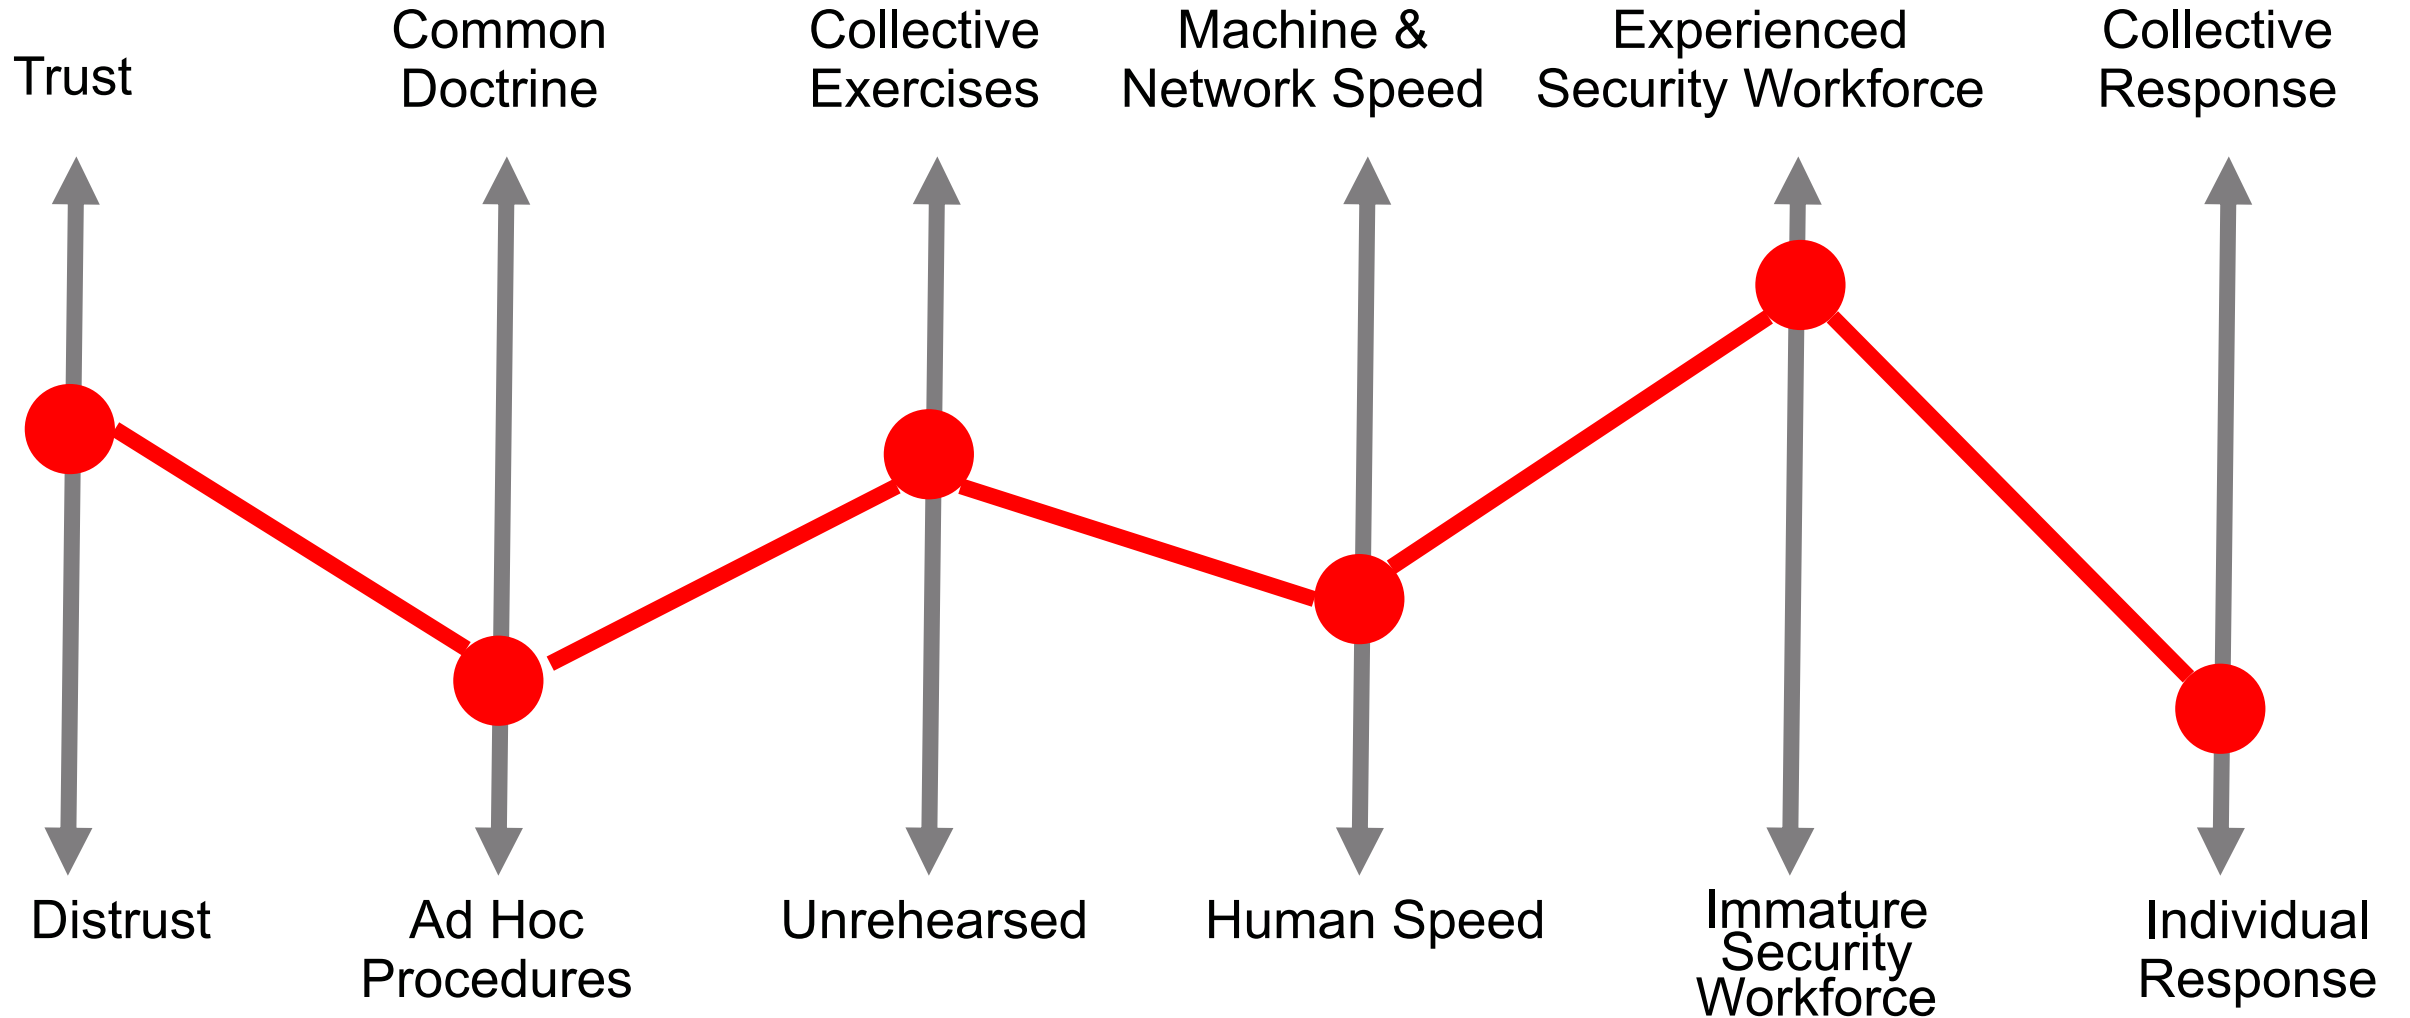 Trust
Common
Doctrine
Collective
Exercises
Machine &
Network Speed
Experienced
Security Workforce
Collective
Response
Distrust
Ad Hoc
Procedures
Unrehearsed
Human Speed
Immature
Security
Workforce
Individual
Response